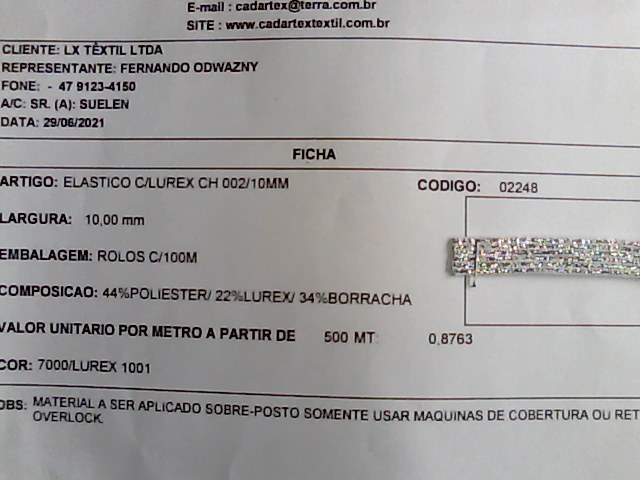 E-mail : cadartex@terra.com.br
SITE : www.cadartextextil.com.br
CLIENTE: LX TÊXTIL LTDA
REPRESENTANTE: FERNANDO ODWAZNY
FONE: - 47 9123-4150
A/C: SR. (A): SUELEN
DATA: 29/06/2021
FICHA
ARTIGO: ELASTICO C/LUREX CH 002/10MM CODIGO: 02248
LARGURA: 10,00 mm
EMBALAGEM: ROLOS C/100M
COMPOSICAO: 44%POLIESTER/ 22%LUREX/ 34%BORRACHA
VALOR UNITARIO POR METRO A PARTIR DE 500 MT: 0,8763
COR: 7000/LUREX 1001
OBS: MATERIAL A SER APLICADO SOBRE-POSTO SOMENTE USAR MAQUINAS DE COBERTURA OU RET
OVERLOCK.